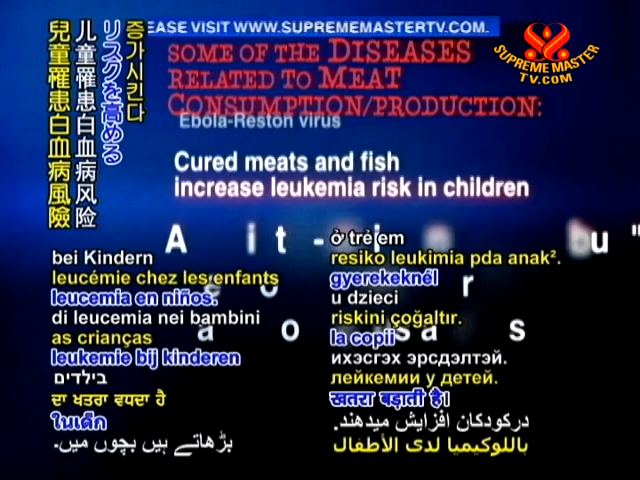 EASE VISIT WWW.SUPREMEMASTERTV.COM
SUPREME MASTER
TV.COM
SOME OF THE DISEASES
RELATED TO MEAT
CONSUMPTION/PRODUCTION:
Ebola-Reston virus
Cured meats and fish
increase leukemia risk in children
증가시킨다
リスクを高める
儿童罹患白血病风险
兒童罹患白血病風險
bei Kindern
leucémie chez les enfants
leucemia en niños.
di leucemia nei bambini
as crianças
leukemie bij kinderen
בילדים
ਦਾ ਖਤਰਾ ਵਧਦਾ ਹੈ
ในเด็ก
بڑھاتے ہیں بچوں میں۔
ở trẻ em
resiko leukimia pda anak².
gyerekeknél
u dzieci
riskini çoğaltır.
la copii
ихэсгэх эрсдэлтэй.
лейкемии у детей.
खतरा बड़ाती है।
درکودکان افزایش میدهند.
باللوكيميا لدى الأطفال